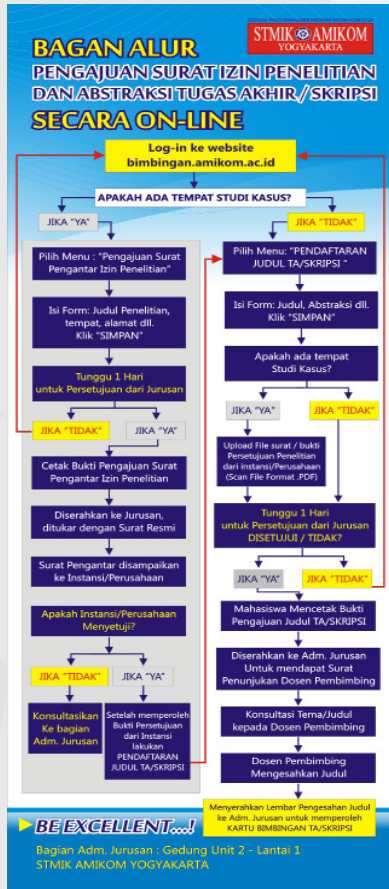 STMIK AMIKOM
YOGYAKARTA
BAGAN ALUR
PENGAJUAN SURAT IZIN PENELITIAN
DAN ABSTRAKSI TUGAS AKHIR / SKRIPSI
SECARA ON-LINE
Log-in ke website
bimbingan.amikom.ac.id
APAKAH ADA TEMPAT STUDI KASUS?
JIKA "YA"
Pilih Menu : "Pengajuan Surat
Pengantar Izin Penelitian"
Isi Form: Judul Penelitian,
tempat, alamat dll.
Klik "SIMPAN"
Tunggu 1 Hari
untuk Persetujuan dari Jurusan
JIKA "TIDAK"
JIKA "YA"
Cetak Bukti Pengajuan Surat
Pengantar Izin Penelitian
Diserahkan ke Jurusan,
ditukar dengan Surat Resmi
Surat Pengantar disampaikan
ke Instansi/Perusahaan
Apakah Instansi/Perusahaan
Menyetuji?
JIKA "TIDAK"
JIKA "YA"
Konsultasikan
Ke bagian
Adm. Jurusan
Setelah memperoleh
Bukti Persetujuan
dari Instansi
lakukan
PENDAFTARAN
JUDUL TA/SKRIPSI
JIKA "TIDAK"
Pilih Menu: "PENDAFTARAN
JUDUL TA/SKRIPSI "
Isi Form: Judul, Abstraksi dll.
Klik "SIMPAN"
Apakah ada tempat
Studi Kasus?
JIKA "YA"
JIKA "TIDAK"
Upload File surat / bukti
Persetujuan Penelitian
dari instansi/Perusahaan
(Scan File Format .PDF)
Tunggu 1 Hari
untuk Persetujuan dari Jurusan
DISETUJUI / TIDAK?
JIKA "YA"
JIKA "TIDAK"
Mahasiswa Mencetak Bukti
Pengajuan Judul TA/SKRIPSI
Diserahkan ke Adm. Jurusan
Untuk mendapat Surat
Penunjukan Dosen Pembimbing
Konsultasi Tema/Judul
kepada Dosen Pembimbing
Dosen Pembimbing
Mengesahkan Judul
Menyerahkan Lembar Pengesahan Judul
ke Adm. Jurusan untuk memperoleh
KARTU BIMBINGAN TA/SKRIPSI
BE EXCELLENT...!
Bagian Adm. Jurusan : Gedung Unit 2 - Lantai 1
STMIK AMIKOM YOGYAKARTA